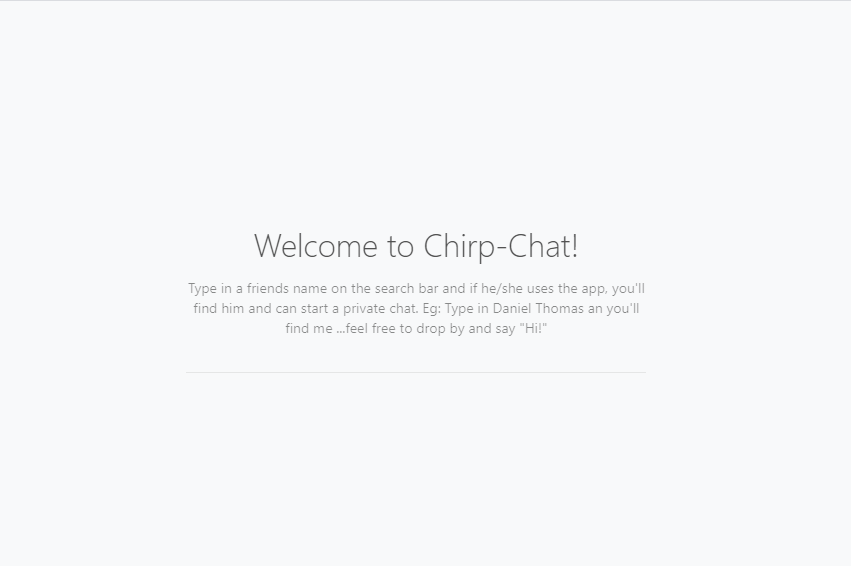 Welcome to Chirp-Chat!
Type in a friends name on the search bar and if he/she uses the app, you'll
find him and can start a private chat. Eg: Type in Daniel Thomas an you'll
find me ...feel free to drop by and say "Hi!"